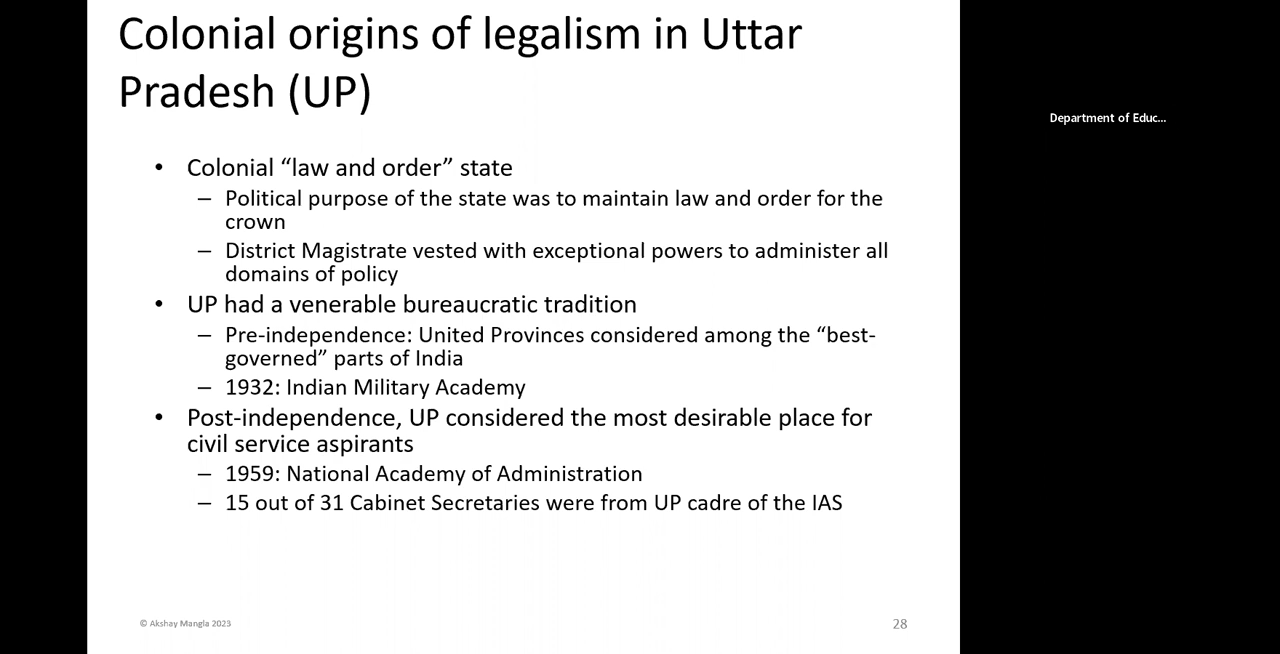 Colonial origins of legalism in Uttar
Pradesh (UP)
Department of Educ...
• Colonial “law and order” state
– Political purpose of the state was to maintain law and order for the
crown
– District Magistrate vested with exceptional powers to administer all
domains of policy
• UP had a venerable bureaucratic tradition
– Pre-independence: United Provinces considered among the “best-
governed” parts of India
– 1932: Indian Military Academy
• Post-independence, UP considered the most desirable place for
civil service aspirants
– 1959: National Academy of Administration
– 15 out of 31 Cabinet Secretaries were from UP cadre of the IAS
© Akshay Mangla 2023
28